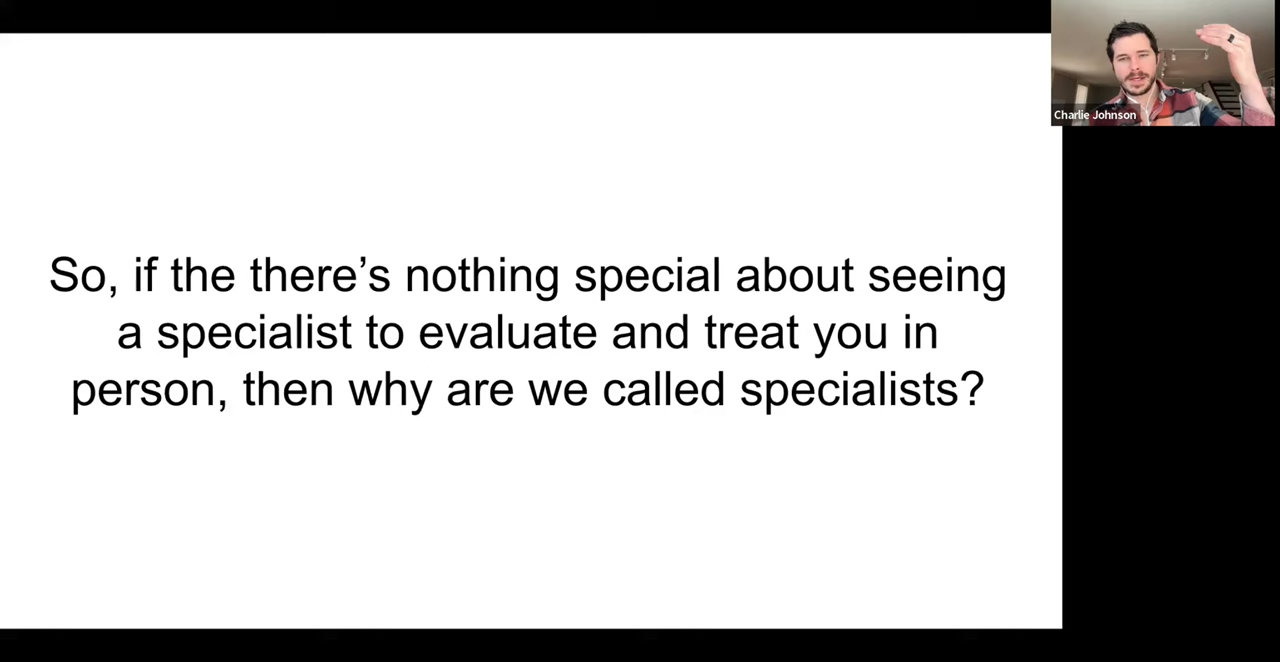 So, if the there’s nothing special about seeing
a specialist to evaluate and treat you in
person, then why are we called specialists?
Charlie Johnson